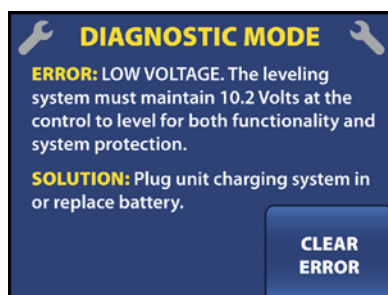 DIAGNOSTIC MODE
ERROR: LOW VOLTAGE. The leveling
system must maintain 10.2 Volts at the
control to level for both functionality and
system protection.
SOLUTION: Plug unit charging system in
or replace battery.
CLEAR
ERROR